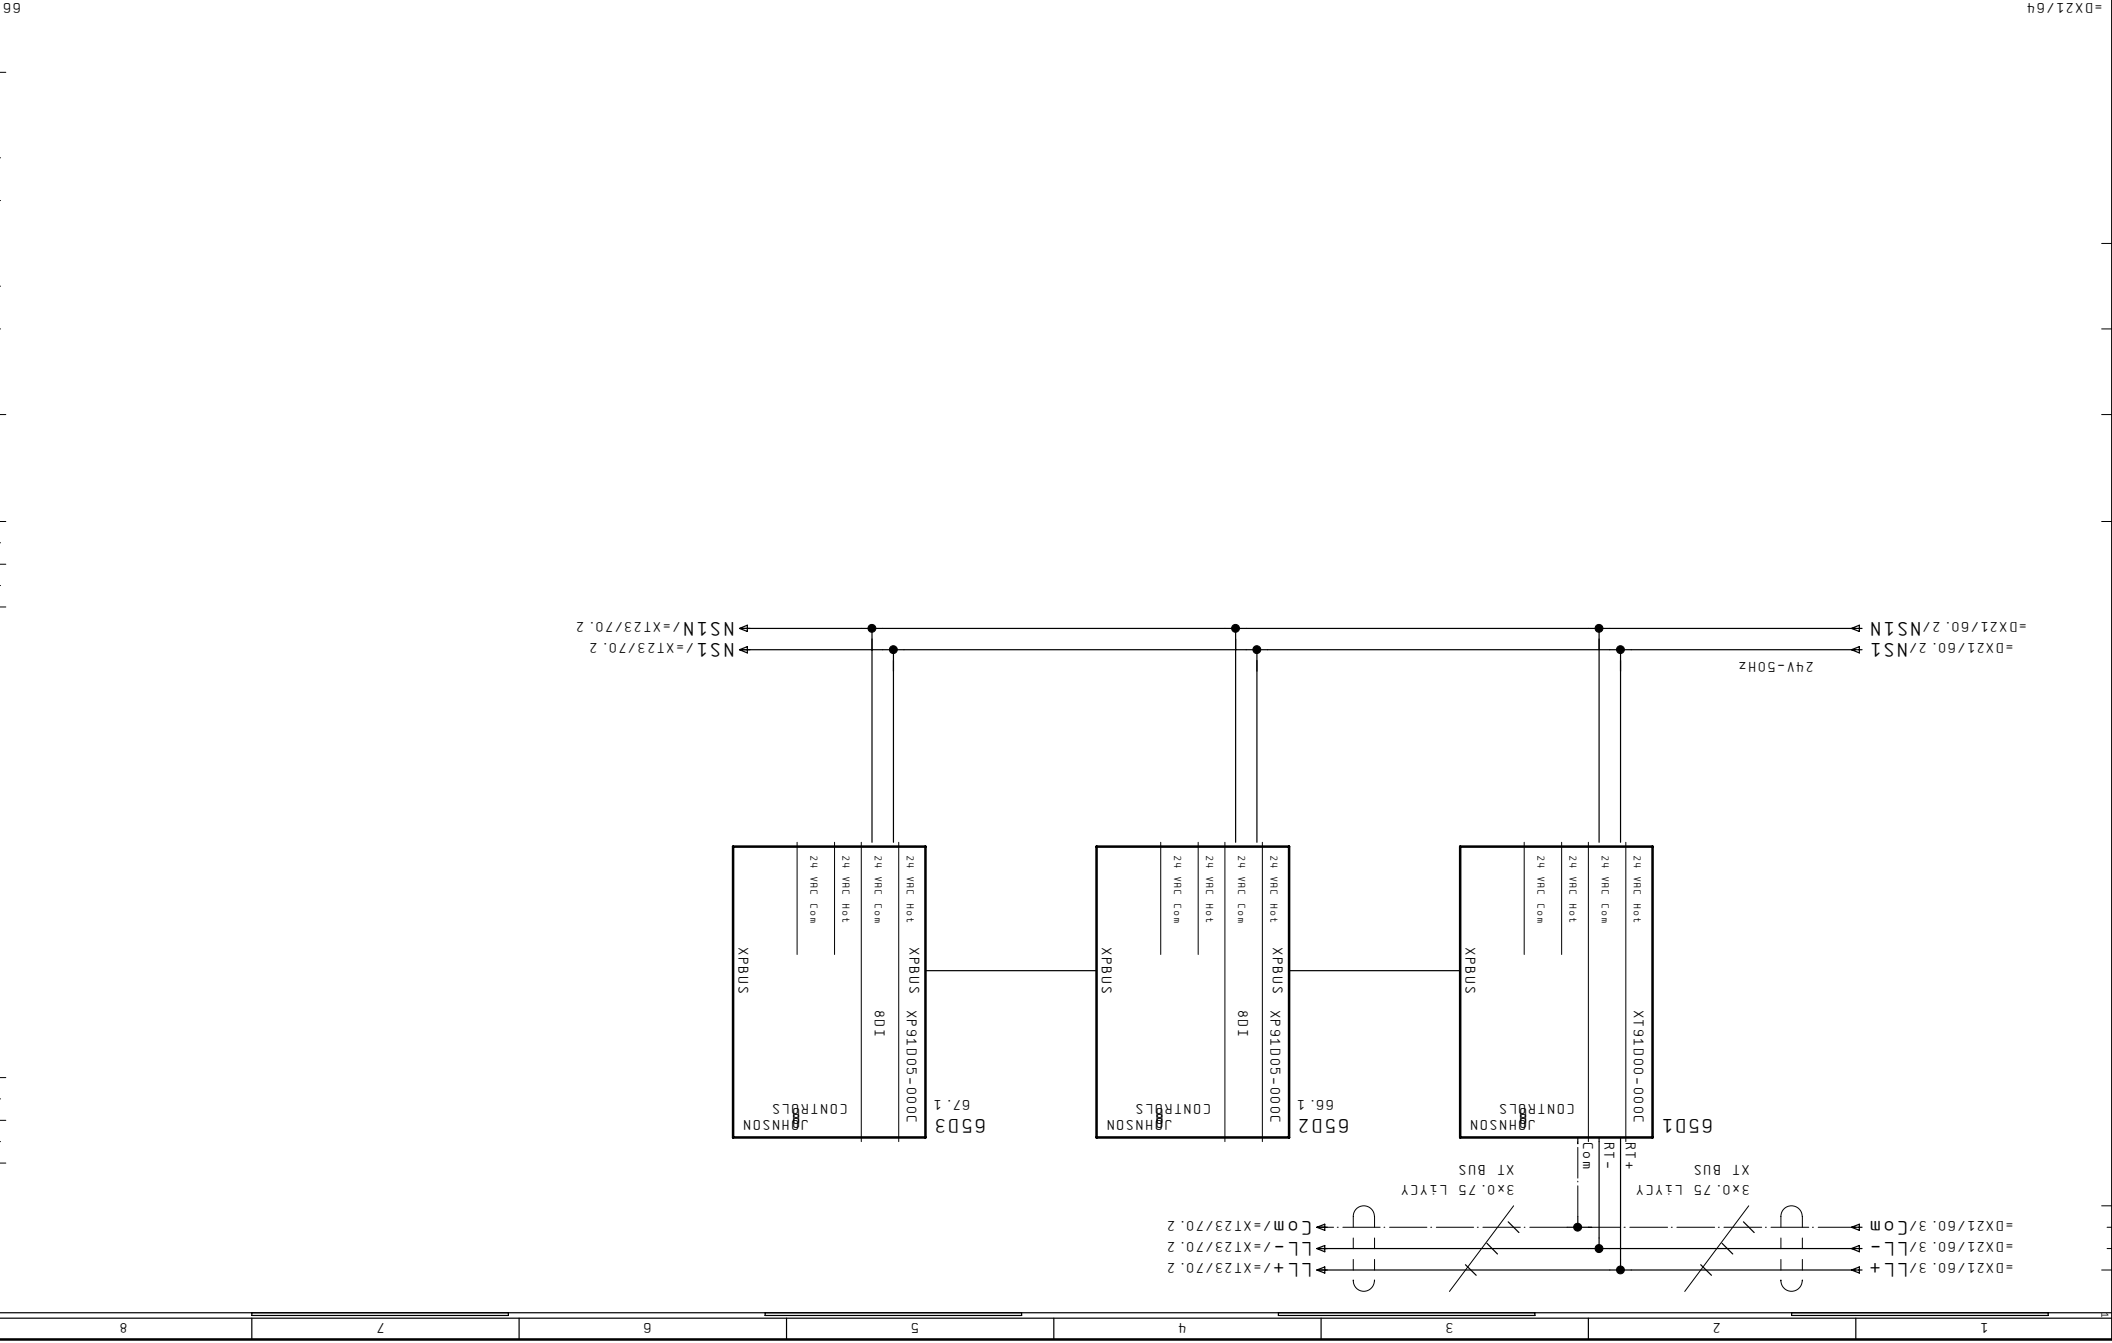 1 2 3 4 5 6 7 8
=DX21/60.3/LL+ LL+/=XT23/70.2
=DX21/60.3/LL- LL-/=XT23/70.2
=DX21/60.3/Com Com/=XT23/70.2
3x0.75 LiYCY
XT BUS
3x0.75 LiYCY
XT BUS
RT+
RT-
Com
65D1
JOHNSON
CONTROLS
XT91D00-000C
XPBUS
24 VAC Hot
24 VAC Com
24 VAC Hot
24 VAC Com
65D2
66.1
JOHNSON
CONTROLS
XPBUS XP91D05-000C
8DI
XPBUS
24 VAC Hot
24 VAC Com
24 VAC Hot
24 VAC Com
65D3
67.1
JOHNSON
CONTROLS
XPBUS XP91D05-000C
8DI
XPBUS
24 VAC Hot
24 VAC Com
24 VAC Hot
24 VAC Com
24V-50Hz
=DX21/60.2/NS1 NS1/=XT23/70.2
=DX21/60.2/NS1N NS1N/=XT23/70.2
=DX21/64
66